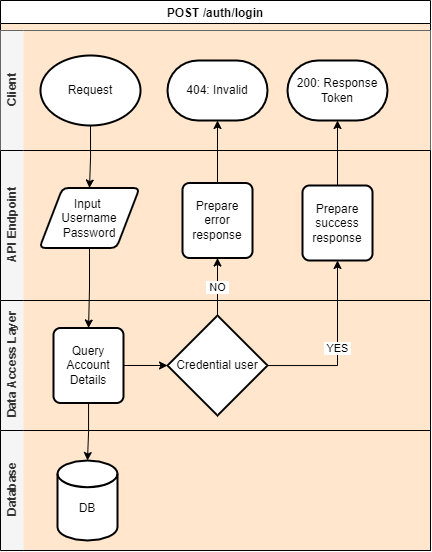 POST /auth/login
Client
Request
404: Invalid
200: Response
Token
API Endpoint
Input
Username
Password
Prepare
error
response
Prepare
success
response
NO
Data Access Layer
Query
Account
Details
Credential user
YES
Database
DB